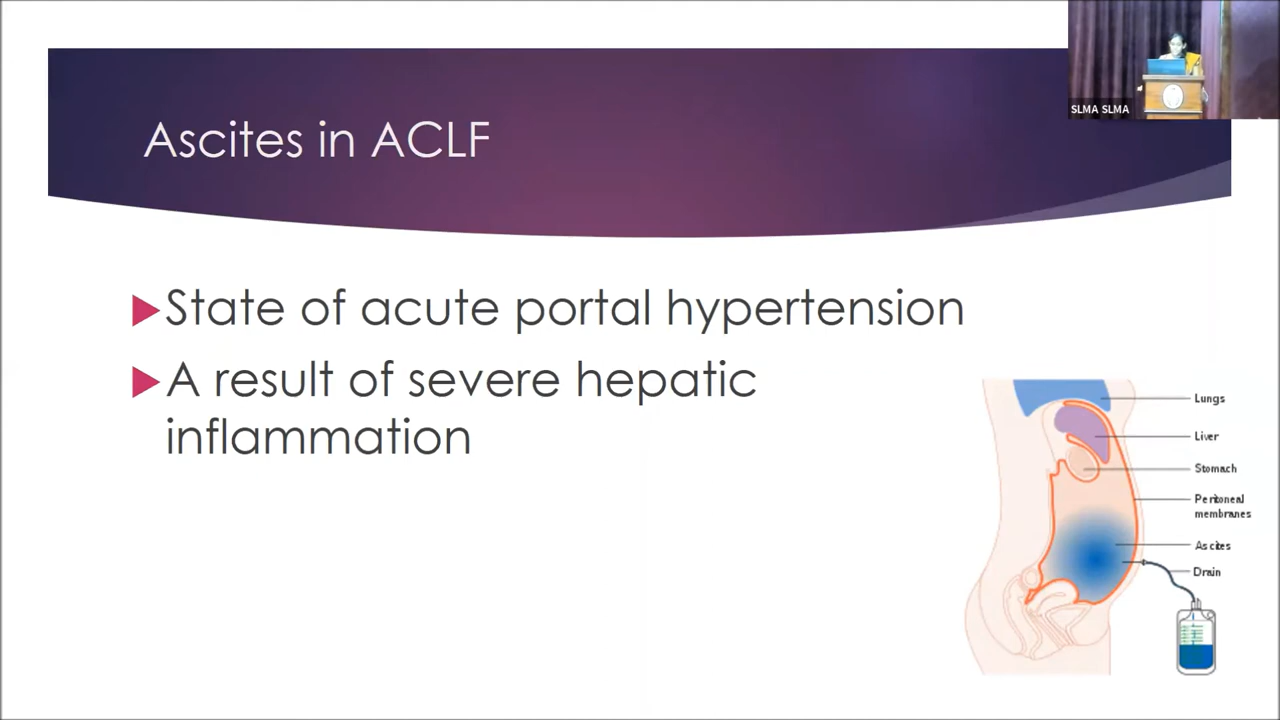 SLMA SLMA
Ascites in ACLF
State of acute portal hypertension
A result of severe hepatic
inflammation
Lungs
Liver
Stomach
Peritoneal
membranes
Ascites
Drain